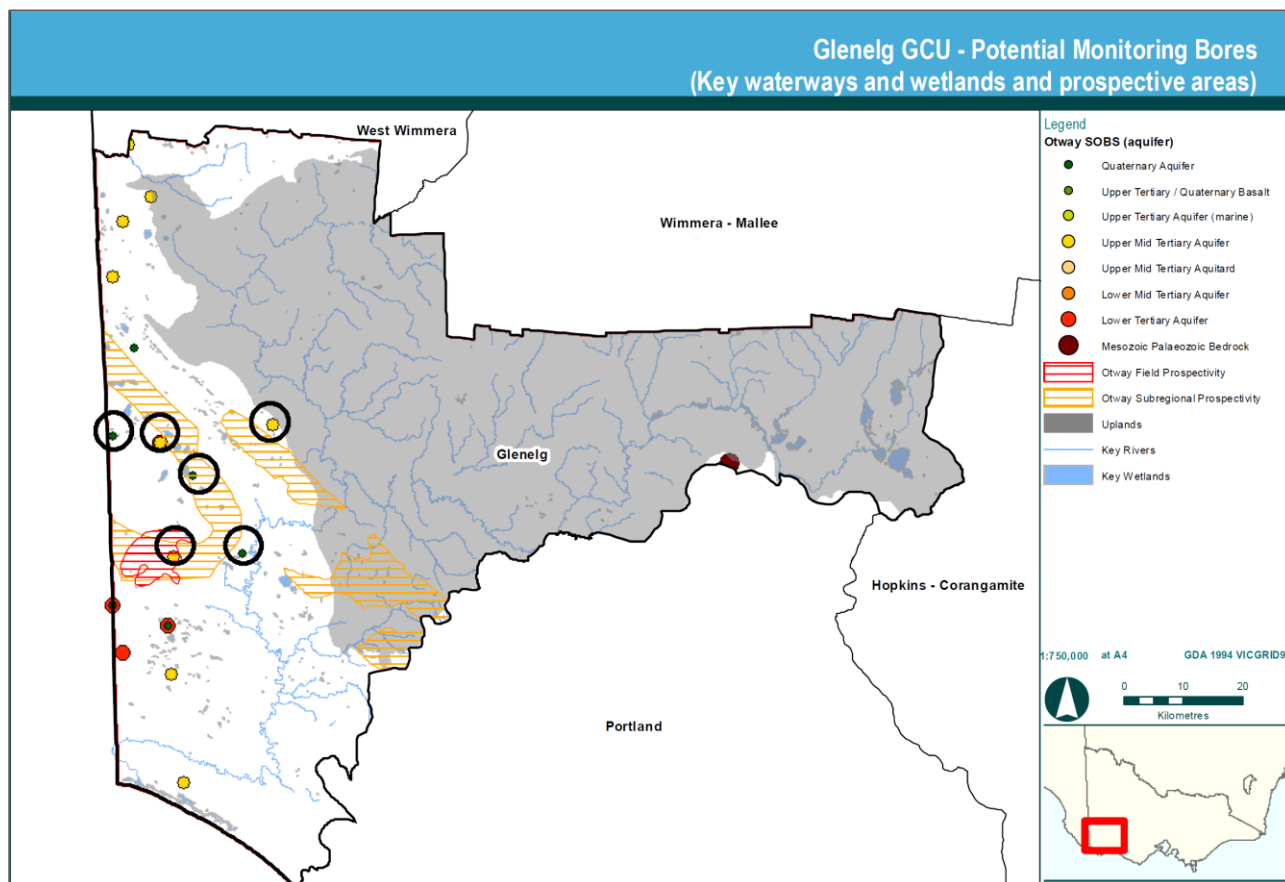 Glenelg GCU - Potential Monitoring Bores
(Key waterways and wetlands and prospective areas)
West Wimmera
Wimmera - Mallee
Glenelg
Hopkins - Corangamite
Portland
Legend
Otway SOBS (aquifer)
Quaternary Aquifer
Upper Tertiary / Quaternary Basalt
Upper Tertiary Aquifer (marine)
Upper Mid Tertiary Aquifer
Upper Mid Tertiary Aquitard
Lower Mid Tertiary Aquifer
Lower Tertiary Aquifer
Mesozoic Palaeozoic Bedrock
Otway Field Prospectivity
Otway Subregional Prospectivity
Uplands
Key Rivers
Key Wetlands
1:750,000 at A4 GDA 1994 VICGRID9
0 10 20
Kilometres